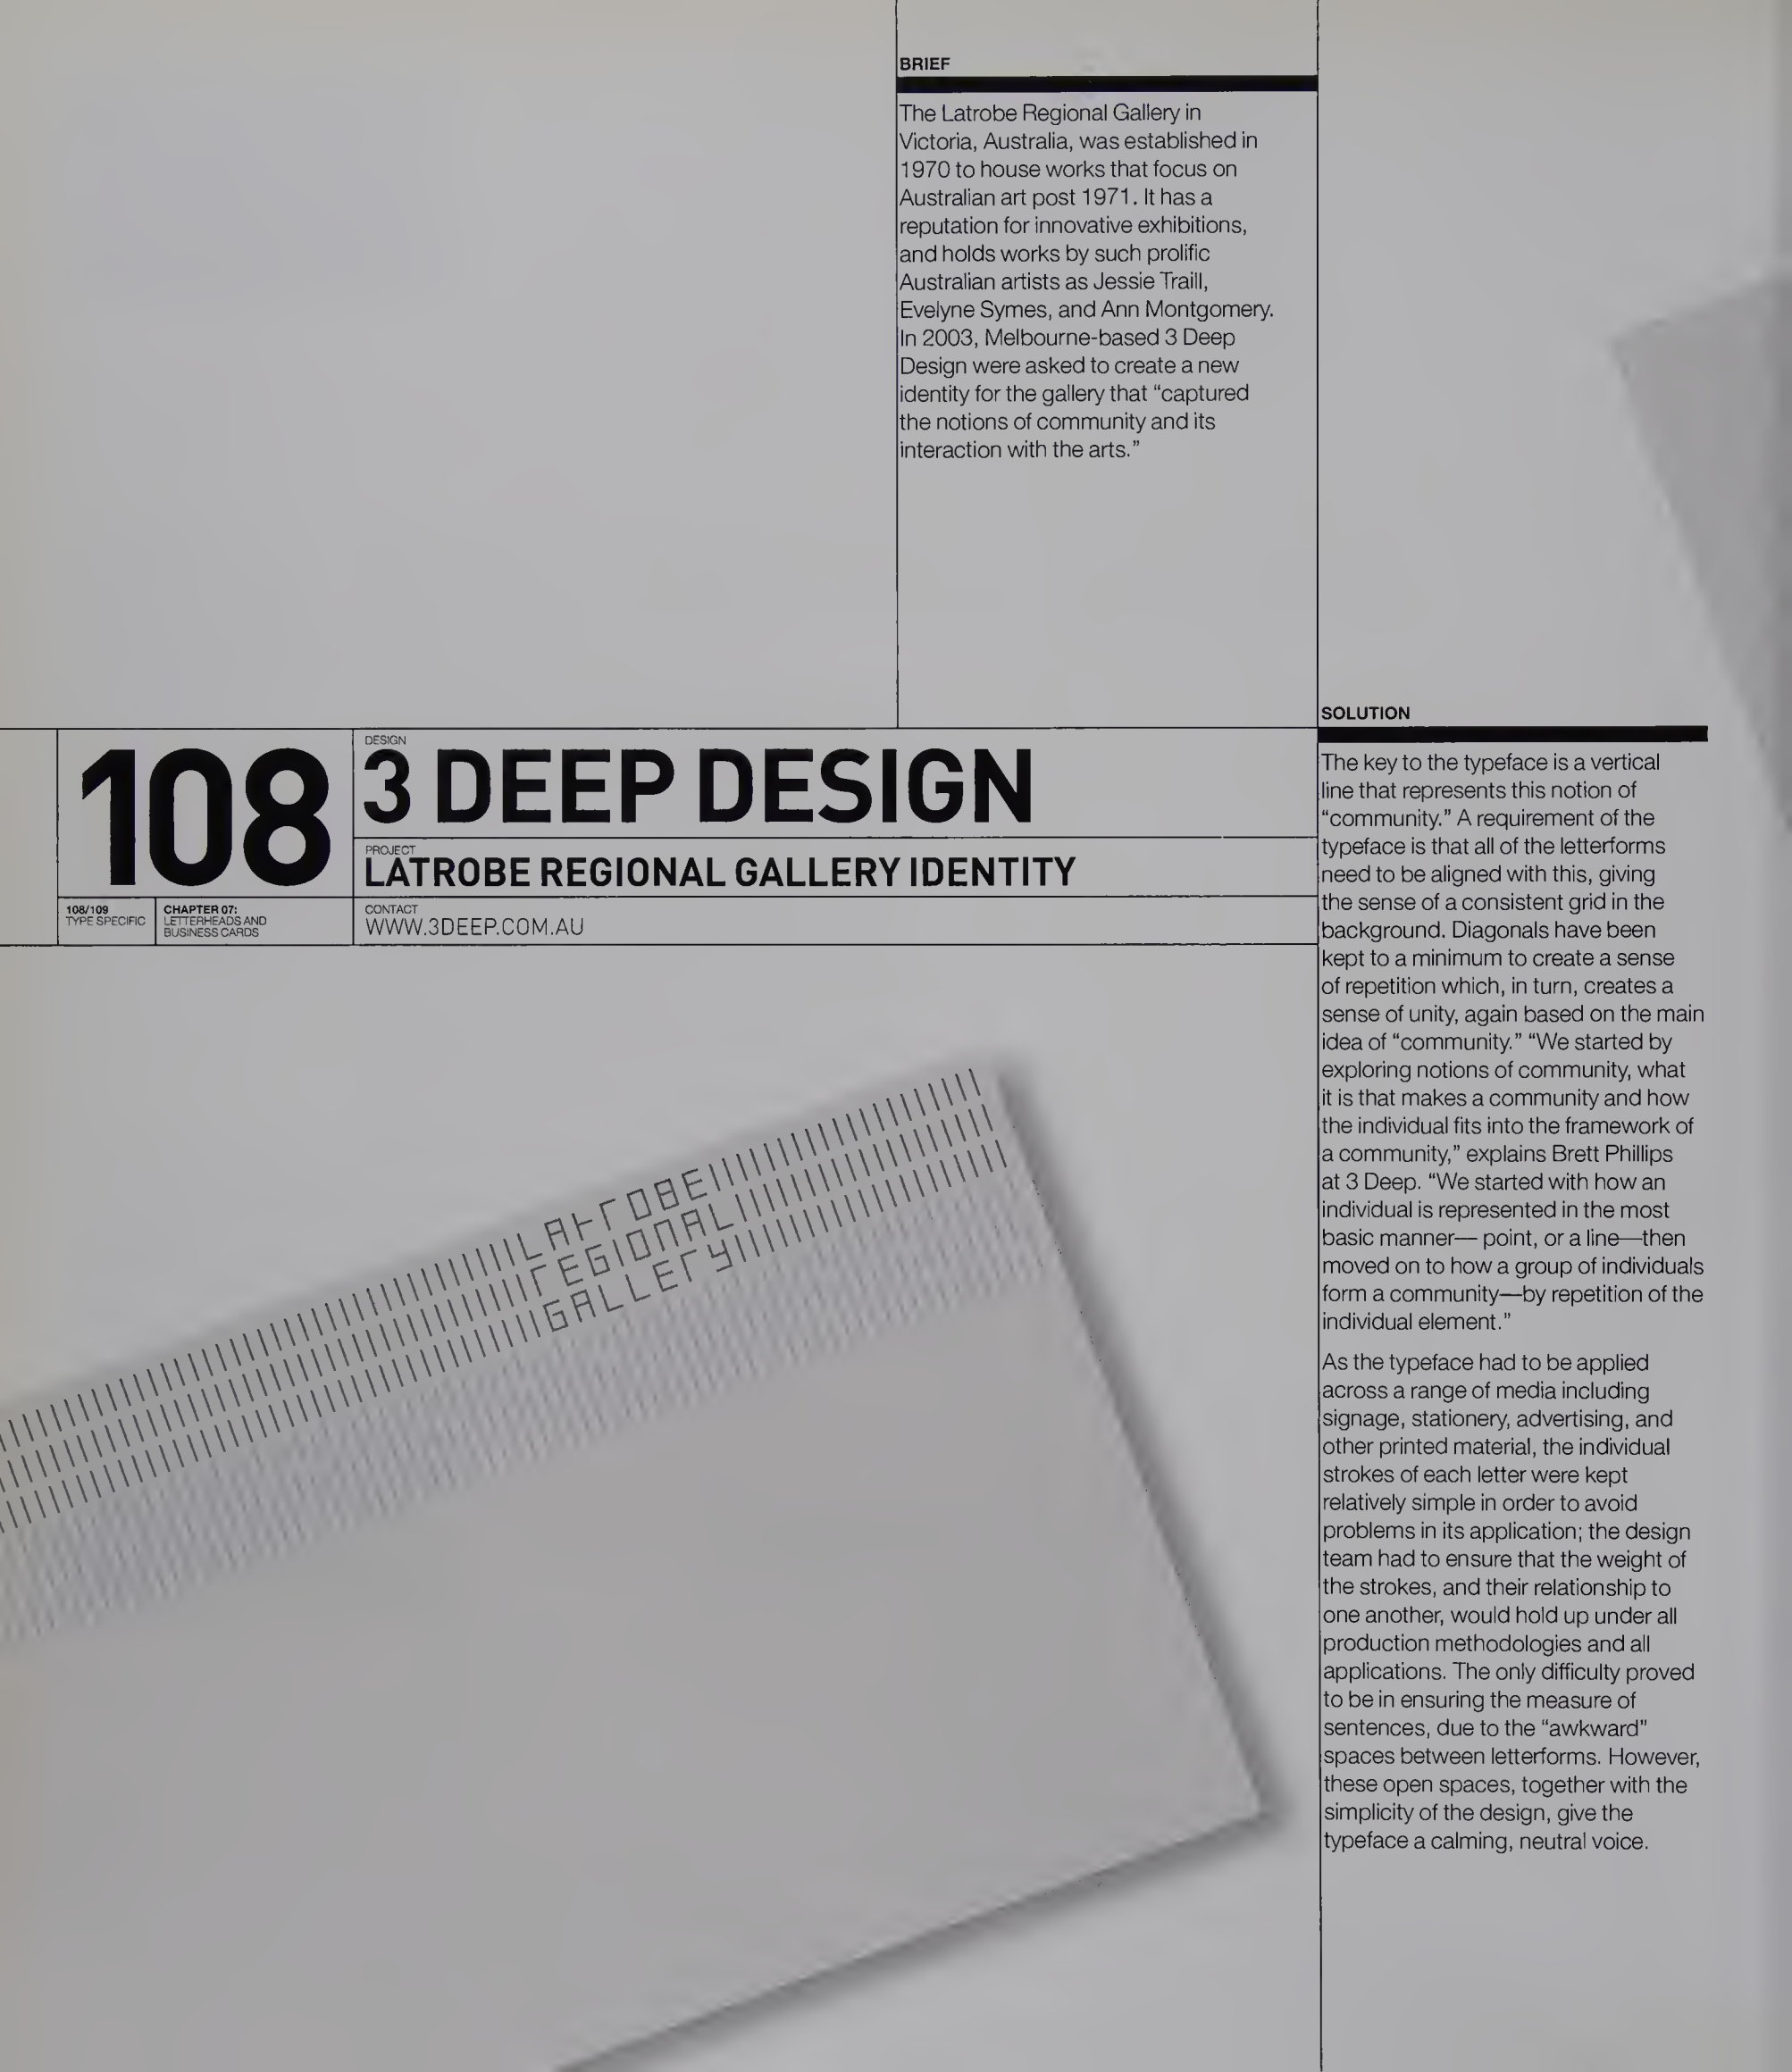 BRIEF
The Latrobe Regional Gallery in
Victoria, Australia, was established in
1970 to house works that focus on
Australian art post 1971. It has a
reputation for innovative exhibitions,
and holds works by such prolific
Australian artists as Jessie Traill,
Evelyne Symes, and Ann Montgomery.
In 2003, Melbourne-based 3 Deep
Design were asked to create a new
identity for the gallery that “captured
the notions of community and its
interaction with the arts.”
108
DESIGN
3 DEEP DESIGN
PROJECT
LATROBE REGIONAL GALLERY IDENTITY
108/109
TYPE SPECIFIC
CHAPTER 07:
LETTERHEADS AND
BUSINESS CARDS
CONTACT
WWW.3DEEP.COM.AU
SOLUTION
The key to the typeface is a vertical
line that represents this notion of
“community.” A requirement of the
typeface is that all of the letterforms
need to be aligned with this, giving
the sense of a consistent grid in the
background. Diagonals have been
kept to a minimum to create a sense
of repetition which, in turn, creates a
sense of unity, again based on the main
idea of “community.” “We started by
exploring notions of community, what
it is that makes a community and how
the individual fits into the framework of
a community,” explains Brett Phillips
at 3 Deep. “We started with how an
individual is represented in the most
basic manner— point, or a line—then
moved on to how a group of individuals
form a community—by repetition of the
individual element.”
As the typeface had to be applied
across a range of media including
signage, stationery, advertising, and
other printed material, the individual
strokes of each letter were kept
relatively simple in order to avoid
problems in its application; the design
team had to ensure that the weight of
the strokes, and their relationship to
one another, would hold up under all
production methodologies and all
applications. The only difficulty proved
to be in ensuring the measure of
sentences, due to the “awkward”
spaces between letterforms. However,
these open spaces, together with the
simplicity of the design, give the
typeface a calming, neutral voice.
LATROBE
REGIONAL
GALLERY